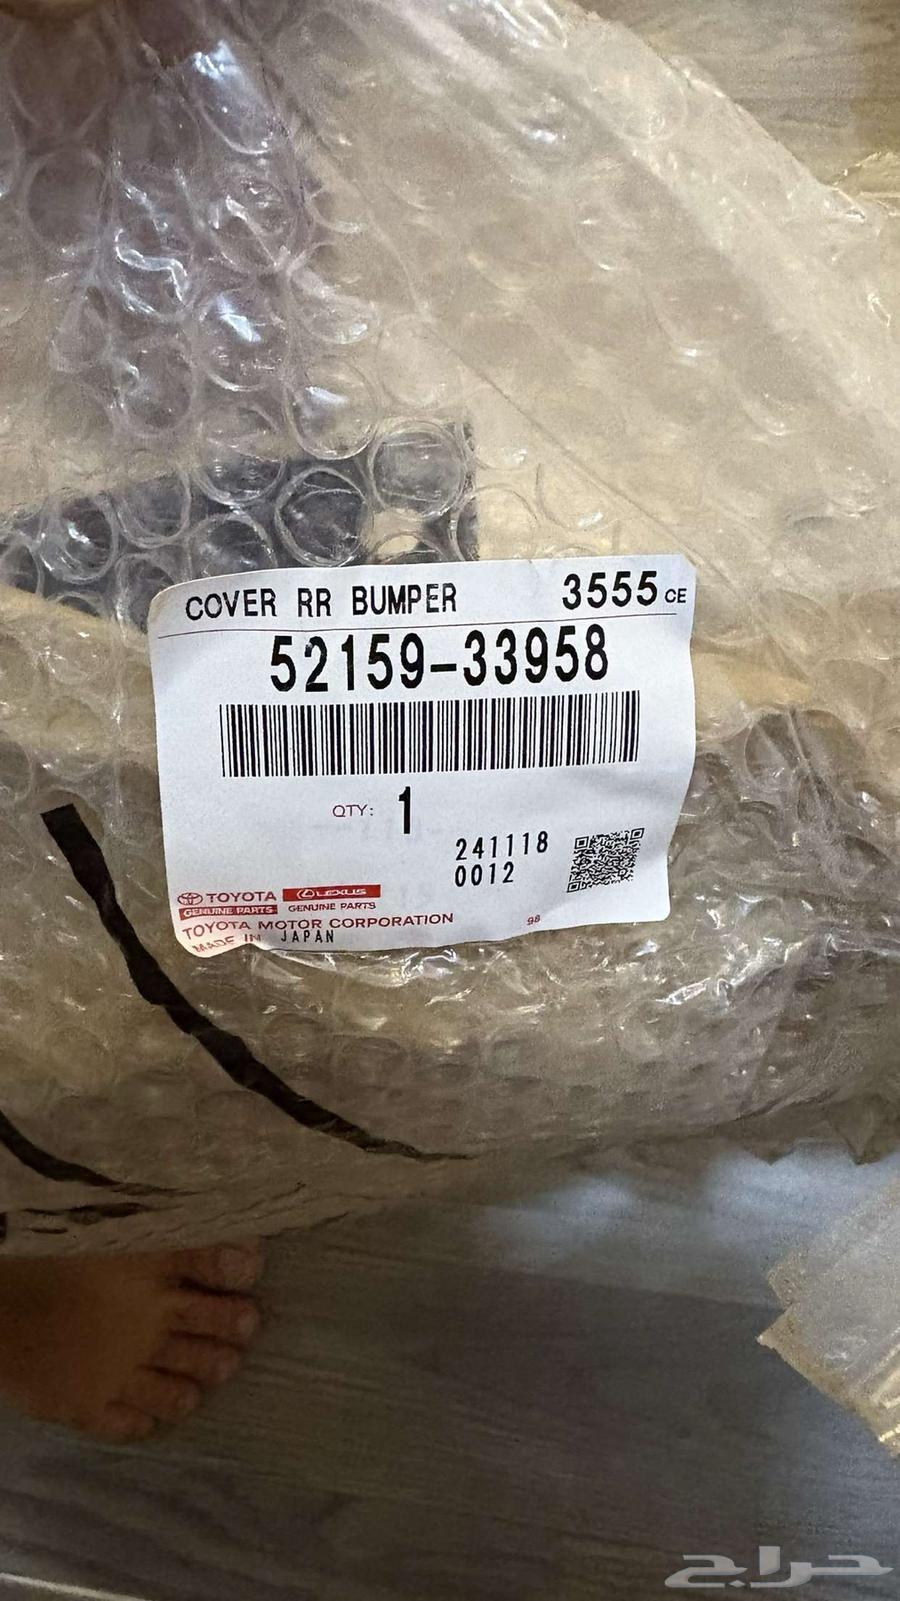 COVER RR BUMPER 3555 CE
52159-33958
QTY: 1
241118
0012
TOYOTA LEXUS
GENUINE PARTS GENUINE PARTS
TOYOTA MOTOR CORPORATION 98
MADE IN JAPAN
حراج